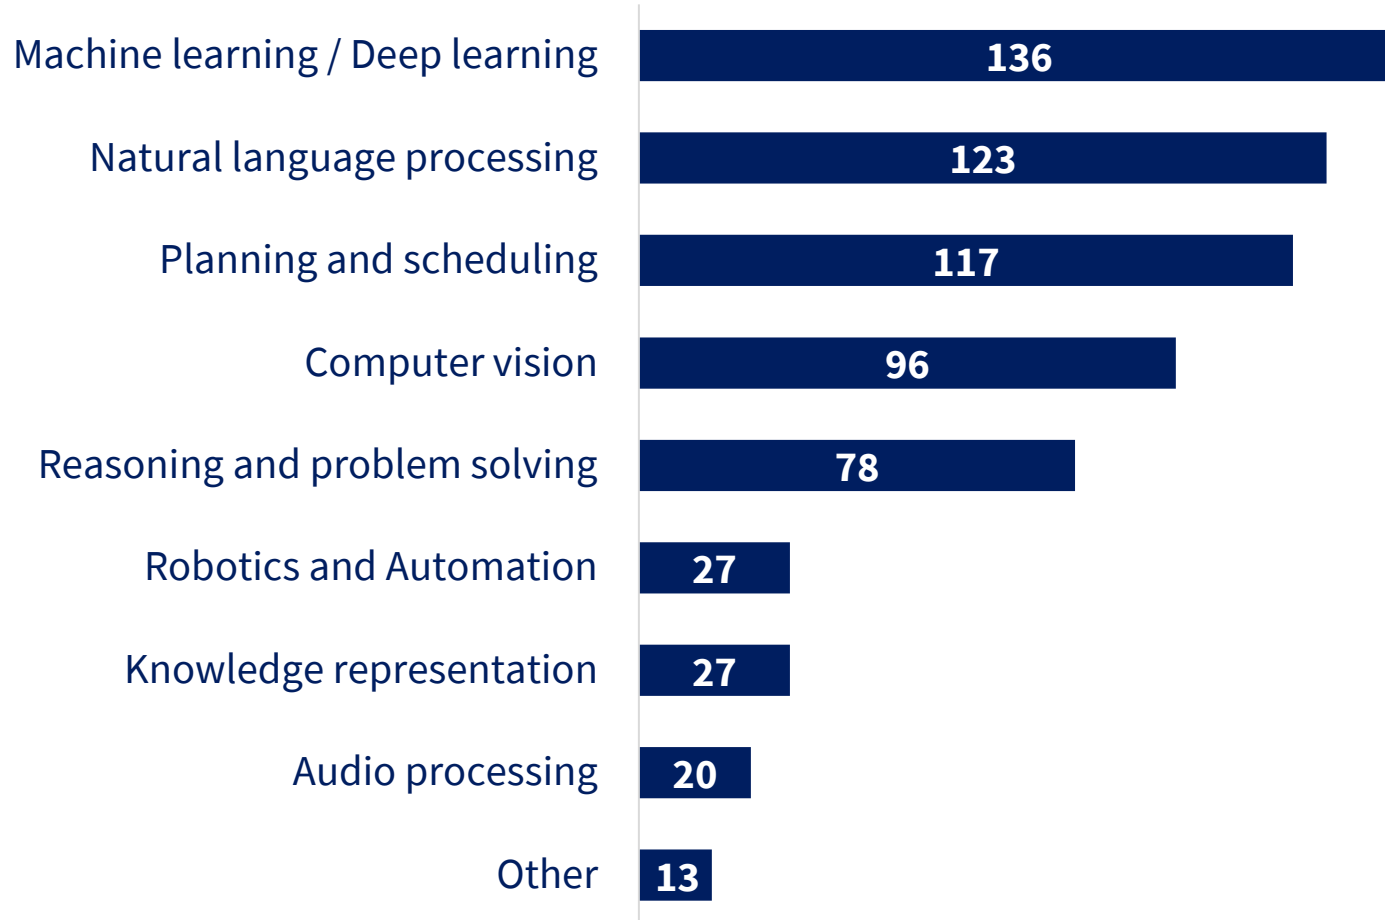 Machine learning / Deep learning 136
Natural language processing 123
Planning and scheduling 117
Computer vision 96
Reasoning and problem solving 78
Robotics and Automation 27
Knowledge representation 27
Audio processing 20
Other 13